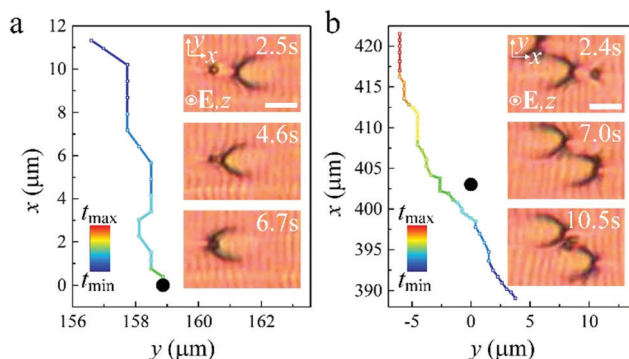 a
12
10
8
6
4
2
0
x (μm)
156 158 160 162
y (μm)
t max
t min
y
x
E,z
2.5s
4.6s
6.7s
b
420
415
410
405
400
395
390
x (μm)
-5 0 5 10
y (μm)
t max
t min
y
x
E,z
2.4s
7.0s
10.5s